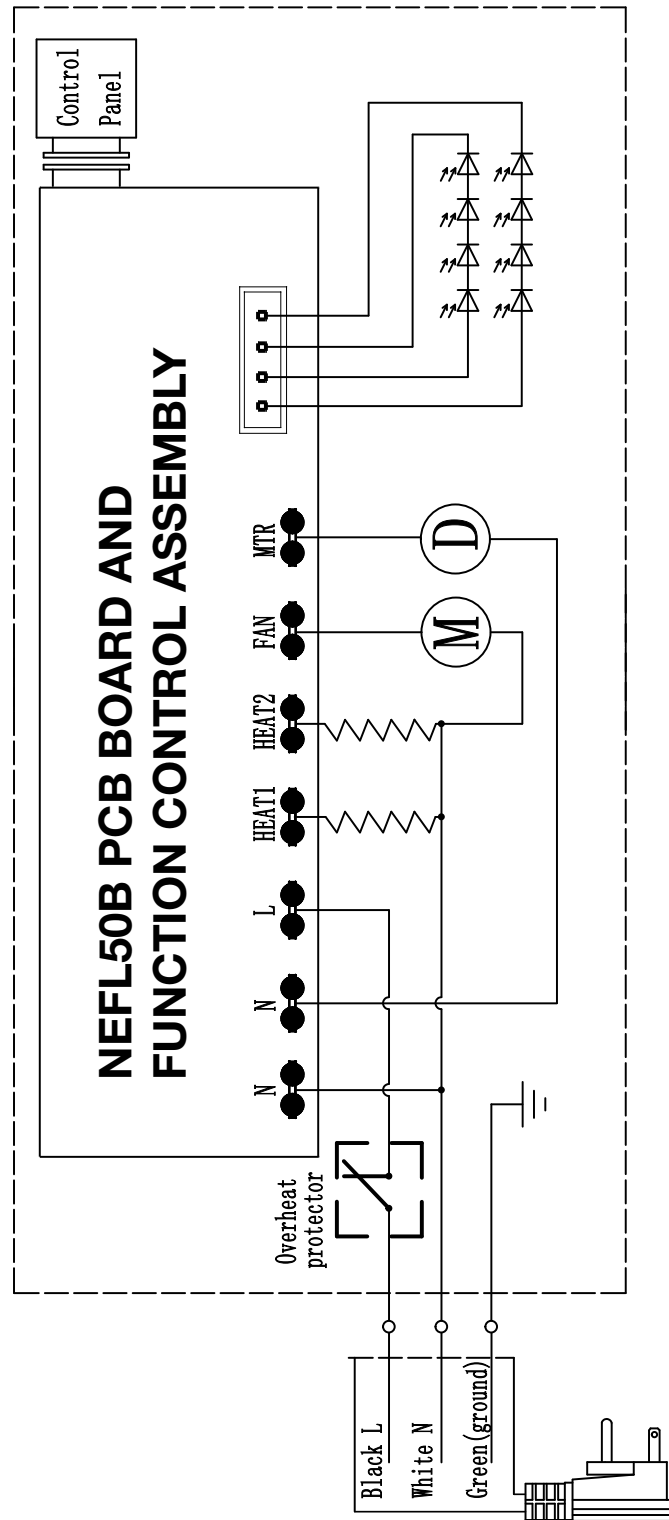 Control
Panel
NEFL50B PCB BOARD AND
FUNCTION CONTROL ASSEMBLY
N
N
L
HEAT1
HEAT2
FAN
MTR
M
D
Overheat
protector
Black L
White N
Green(ground)